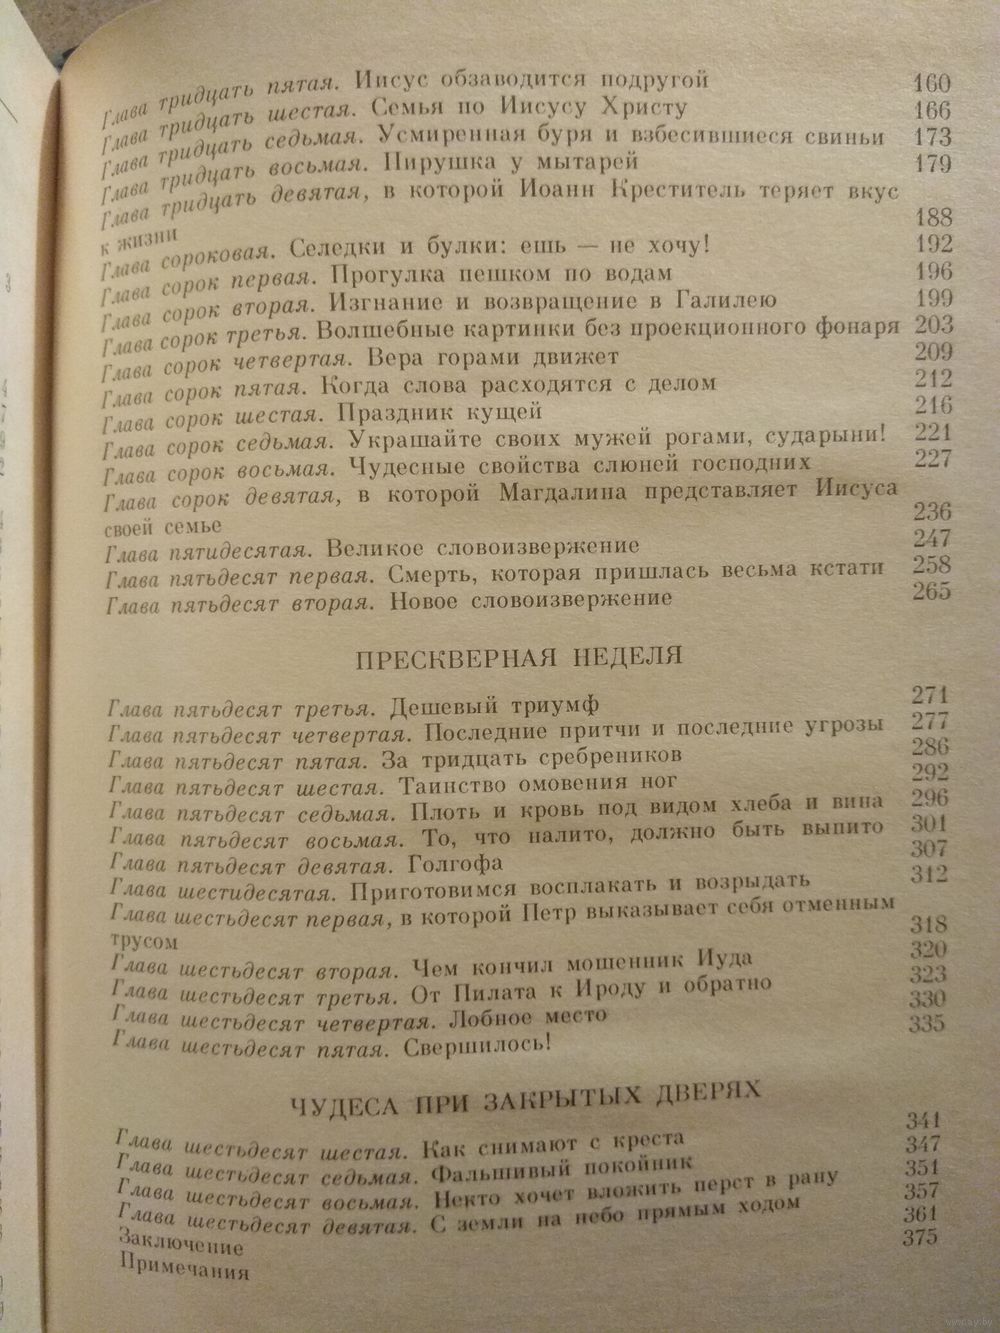 Глава тридцать пятая. Иисус обзаводится подругой 160
Глава тридцать шестая. Семья по Иисусу Христу 166
Глава тридцать седьмая. Усмиренная буря и взбесившиеся свиньи 173
Глава тридцать восьмая. Пирушка у мытарей 179
Глава тридцать девятая, в которой Иоанн Креститель теряет вкус
к жизни 188
Глава сороковая. Селедки и булки: ешь — не хочу! 192
Глава сорок первая. Прогулка пешком по водам 196
Глава сорок вторая. Изгнание и возвращение в Галилею 199
Глава сорок третья. Волшебные картинки без проекционного фонаря 203
Глава сорок четвертая. Вера горами движет 209
Глава сорок пятая. Когда слова расходятся с делом 212
Глава сорок шестая. Праздник кущей 216
Глава сорок седьмая. Украшайте своих мужей рогами, сударыни! 221
Глава сорок восьмая. Чудесные свойства слюней господних 227
Глава сорок девятая, в которой Магдалина представляет Иисуса
своей семье 236
Глава пятидесятая. Великое словоизвержение 247
Глава пятьдесят первая. Смерть, которая пришлась весьма кстати 258
Глава пятьдесят вторая. Новое словоизвержение 265
ПРЕСКВЕРНАЯ НЕДЕЛЯ
Глава пятьдесят третья. Дешевый триумф 271
Глава пятьдесят четвертая. Последние притчи и последние угрозы 277
Глава пятьдесят пятая. За тридцать сребреников 286
Глава пятьдесят шестая. Таинство омовения ног 292
Глава пятьдесят седьмая. Плоть и кровь под видом хлеба и вина 296
Глава пятьдесят восьмая. То, что налито, должно быть выпито 301
Глава пятьдесят девятая. Голгофа 307
Глава шестидесятая. Приготовимся восплакать и возрыдать 312
Глава шестьдесят первая, в которой Петр выказывает себя отменным
трусом 318
Глава шестьдесят вторая. Чем кончил мошенник Иуда 320
Глава шестьдесят третья. От Пилата к Ироду и обратно 323
Глава шестьдесят четвертая. Лобное место 330
Глава шестьдесят пятая. Свершилось! 335
ЧУДЕСА ПРИ ЗАКРЫТЫХ ДВЕРЯХ
Глава шестьдесят шестая. Как снимают с креста 341
Глава шестьдесят седьмая. Фальшивый покойник 347
Глава шестьдесят восьмая. Некто хочет вложить перст в рану 351
Глава шестьдесят девятая. С земли на небо прямым ходом 357
Заключение 361
Примечания 375